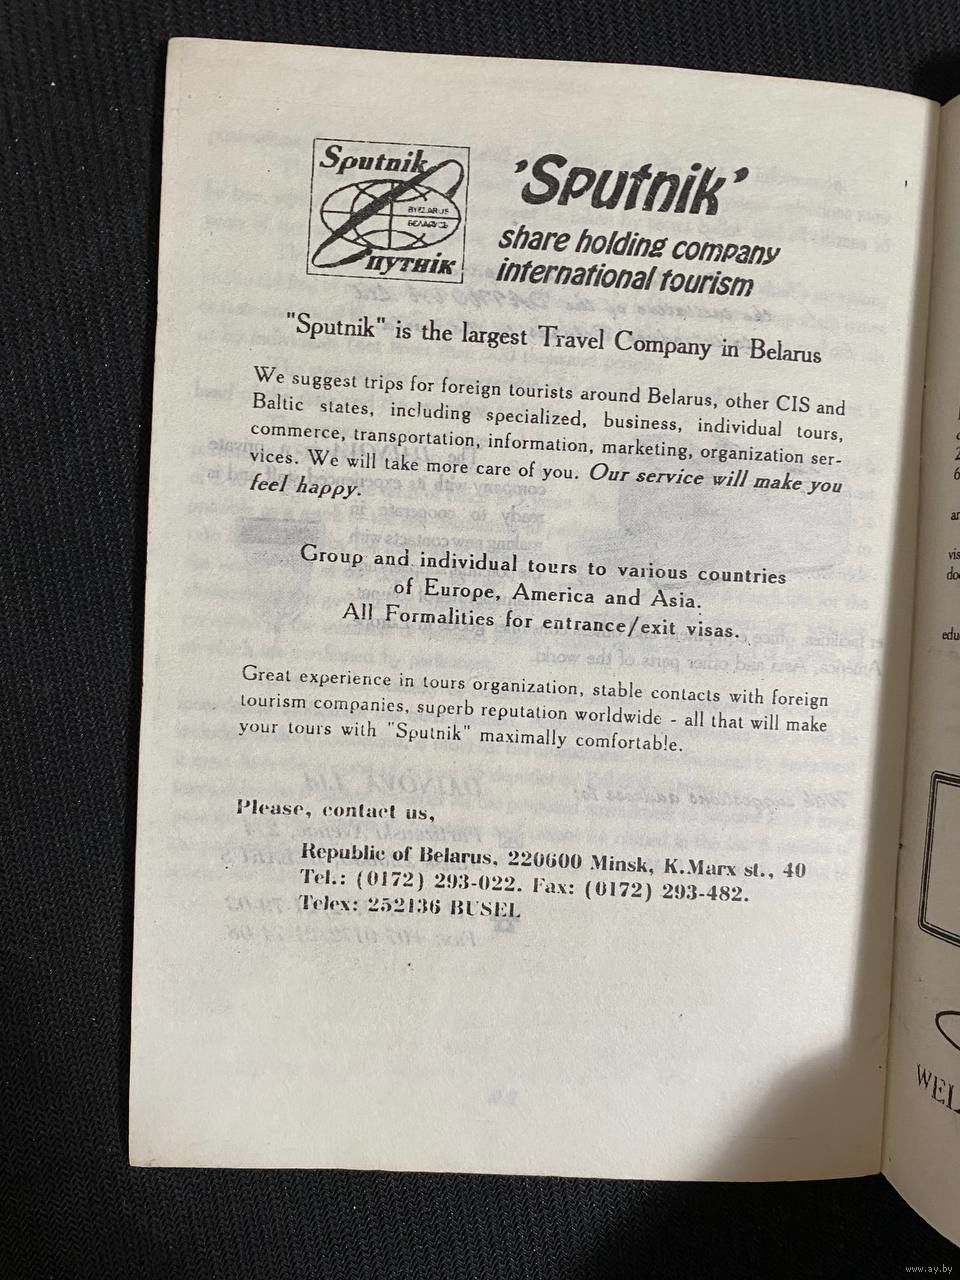 Sputnik
BYELARUS
БЕЛАРУСЬ
ПУТНІК
'Sputnik'
share holding company
international tourism
"Sputnik" is the largest Travel Company in Belarus
We suggest trips for foreign tourists around Belarus, other CIS and
Baltic states, including specialized, business, individual tours,
commerce, transportation, information, marketing, organization ser-
vices. We will take more care of you. Our service will make you
feel happy.
Group and individual tours to various countries
of Europe, America and Asia.
All Formalities for entrance/exit visas.
Great experience in tours organization, stable contacts with foreign
tourism companies, superb reputation worldwide - all that will make
your tours with "Sputnik" maximally comfortable.
Please, contact us,
Republic of Belarus, 220600 Minsk, K.Marx st., 40
Tel.: (0172) 293-022. Fax: (0172) 293-482.
Telex: 252136 BUSEL
WEL
www.ay.by